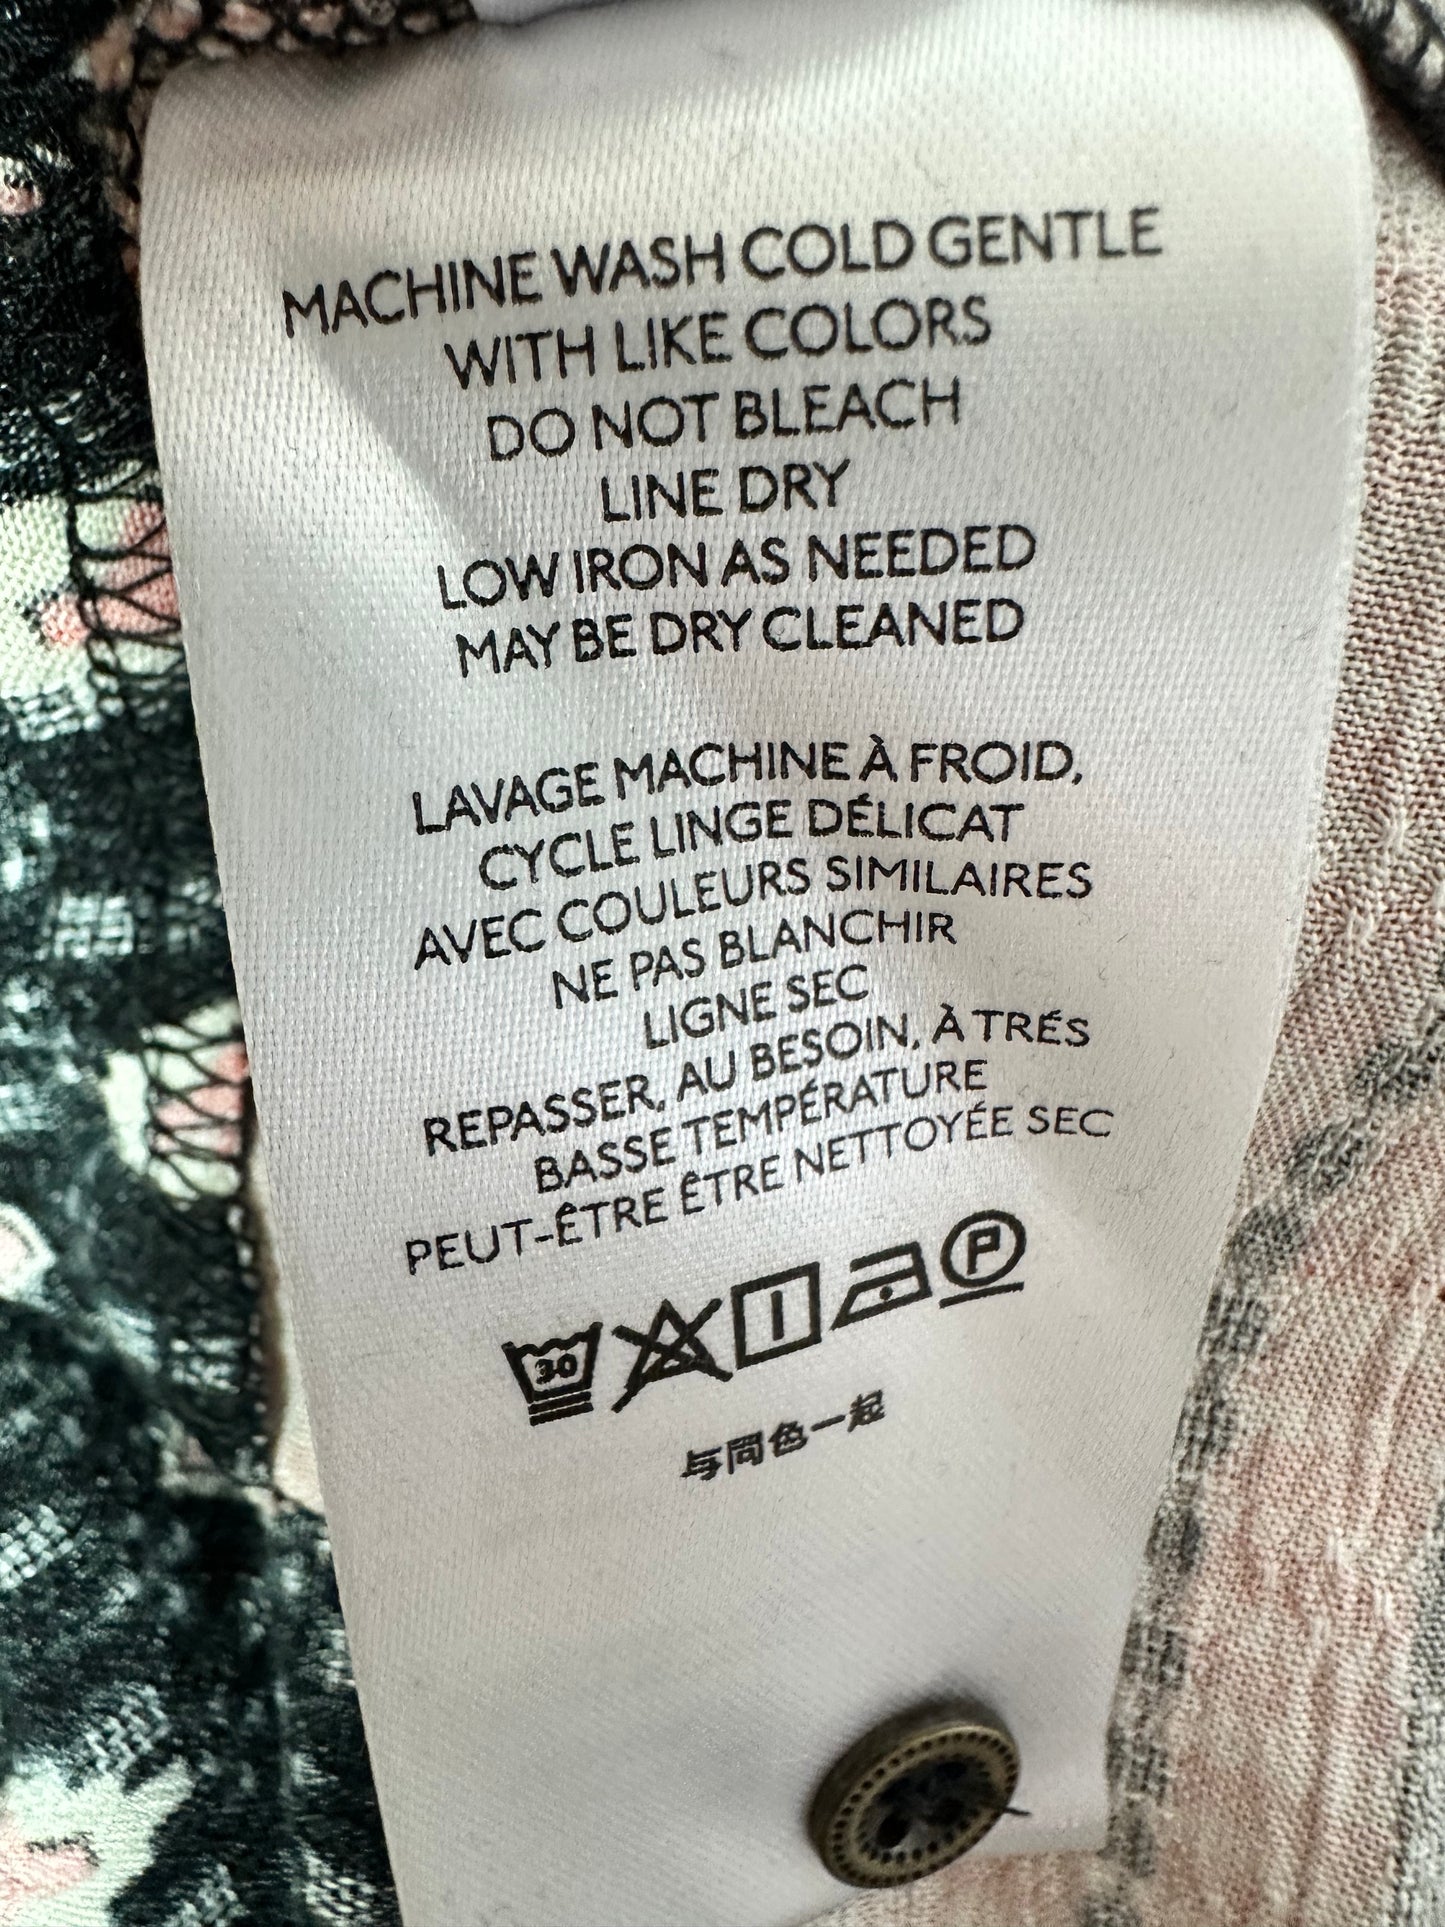 MACHINE WASH COLD GENTLE
WITH LIKE COLORS
DO NOT BLEACH
LINE DRY
LOW IRON AS NEEDED
MAY BE DRY CLEANED
LAVAGE MACHINE À FROID,
CYCLE LINGE DÉLICAT
AVEC COULEURS SIMILAIRES
NE PAS BLANCHIR
LIGNE SEC
REPASSER, AU BESOIN, À TRÉS
BASSE TEMPÉRATURE
PEUT-ÊTRE ÊTRE NETTOYÉE SEC
30 P
与同色一起